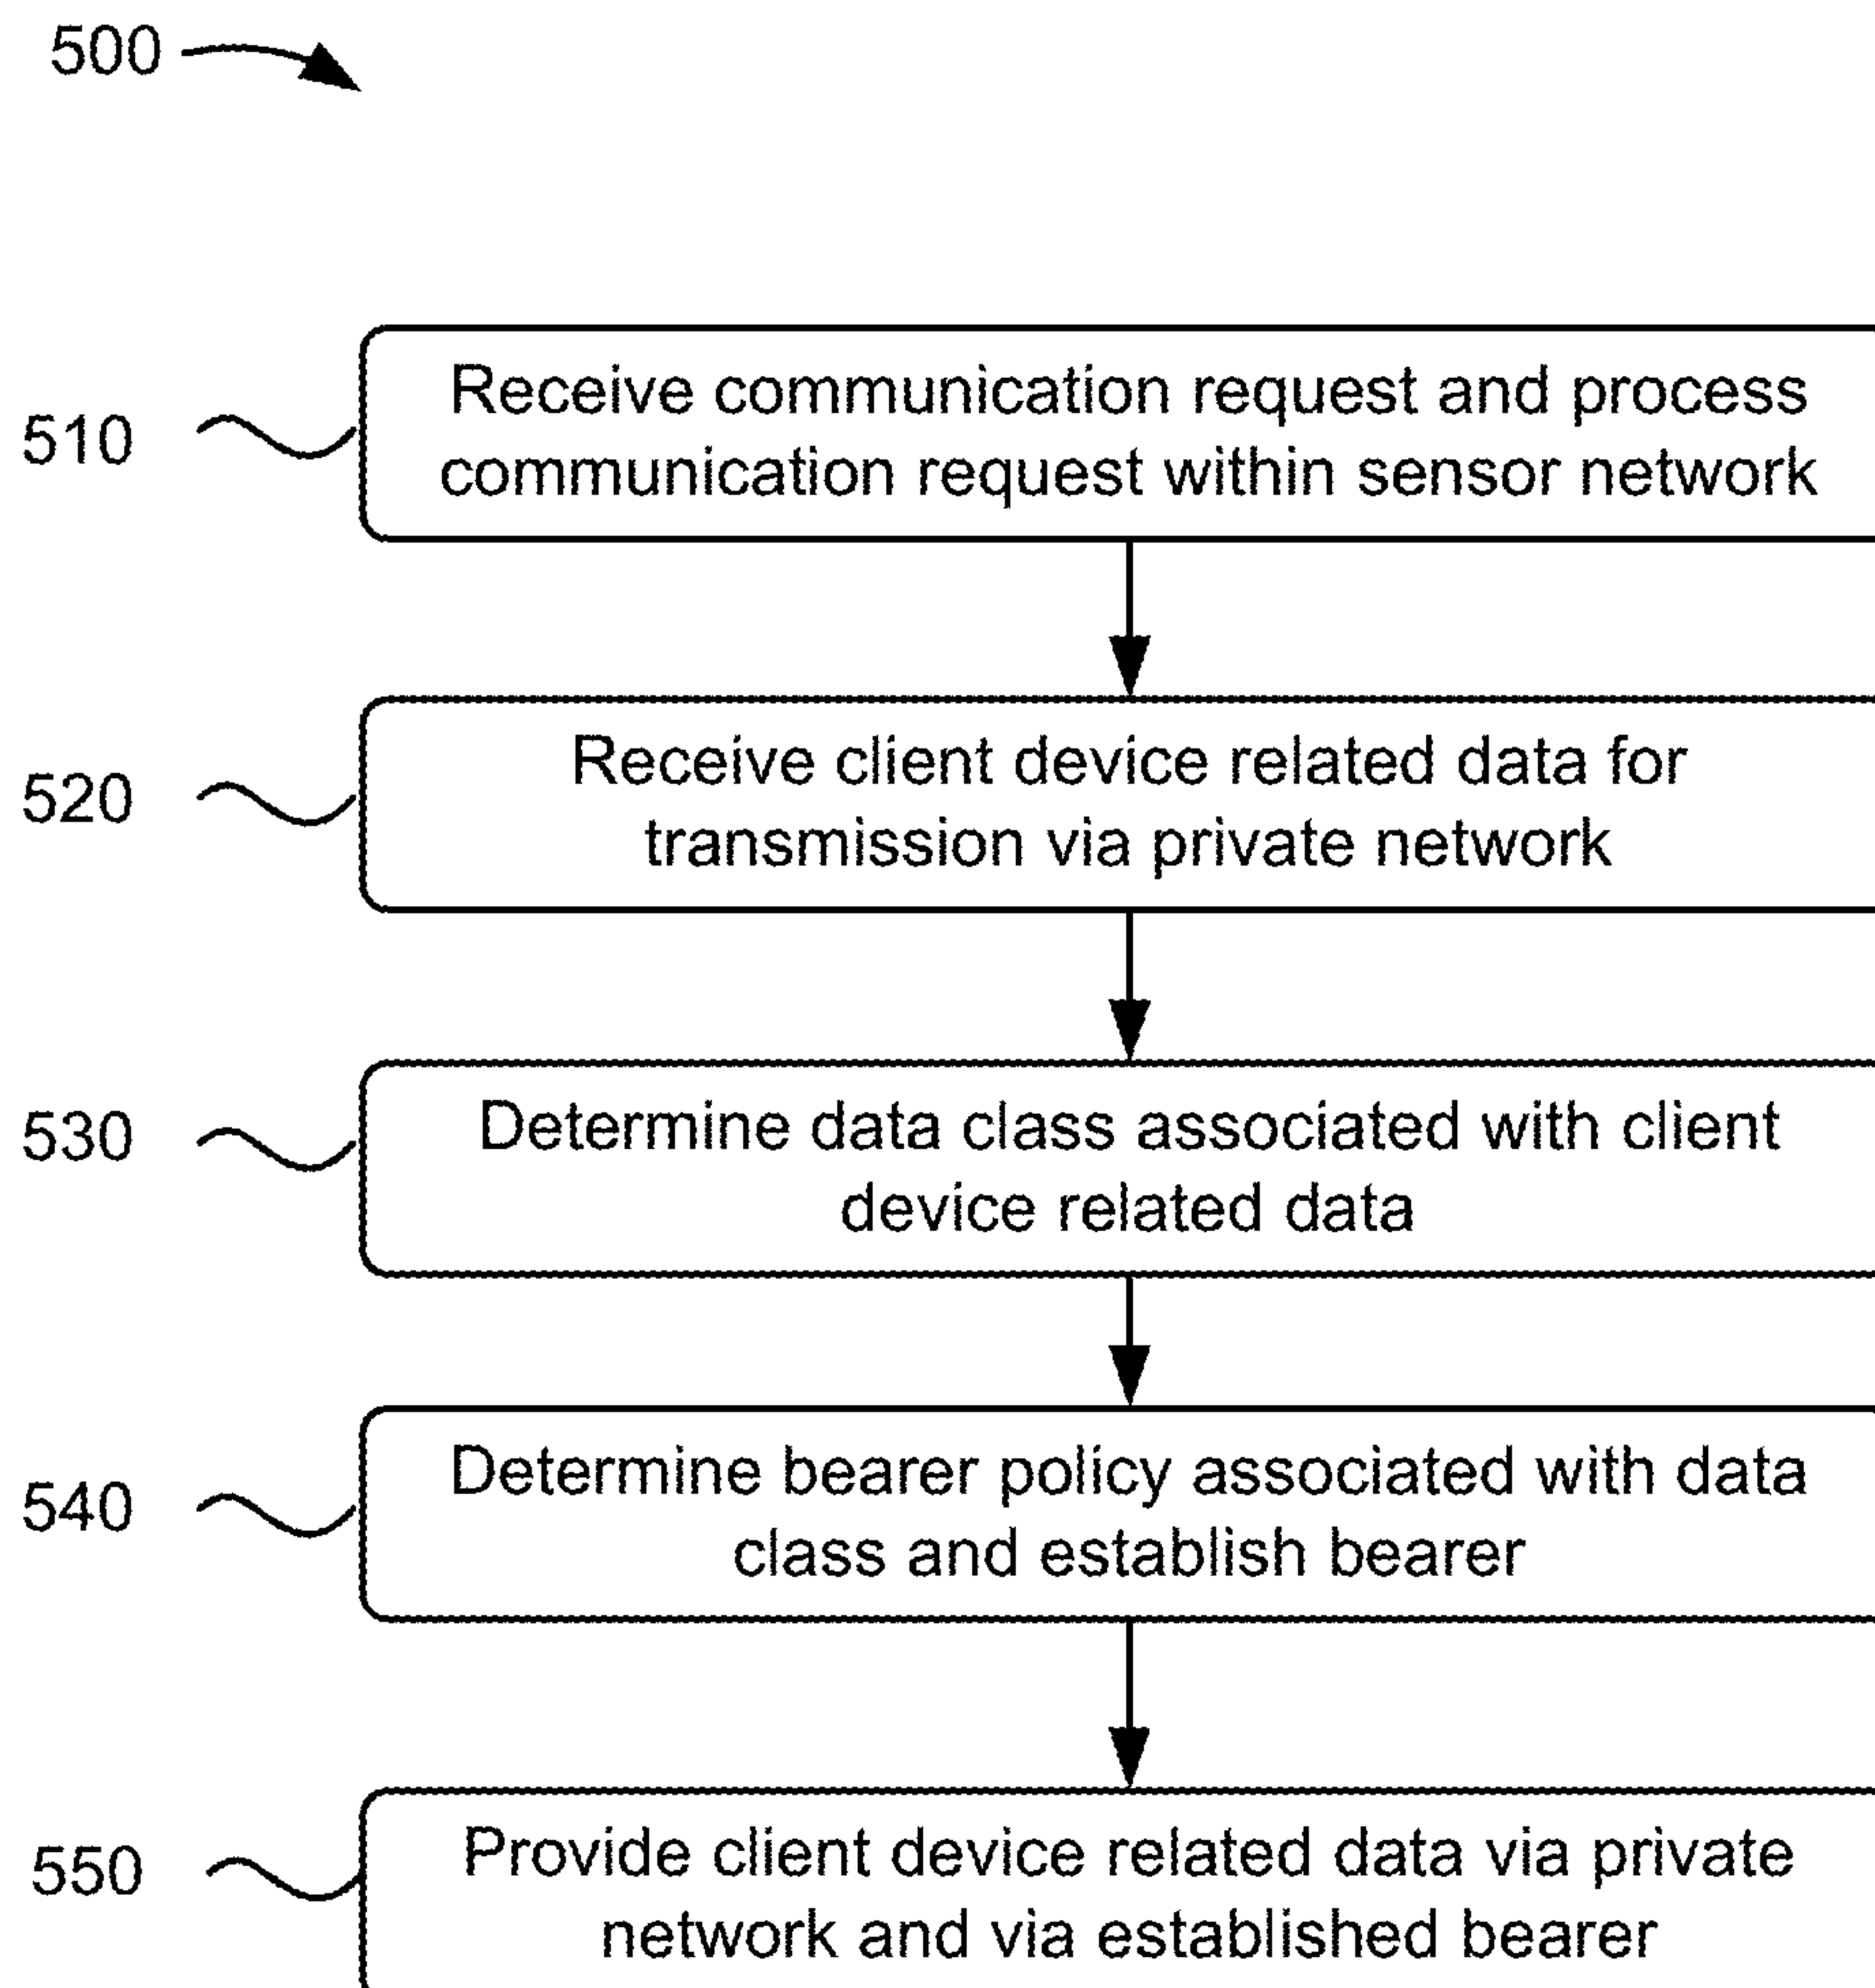 500
510
Receive communication request and process
communication request within sensor network
520
Receive client device related data for
transmission via private network
530
Determine data class associated with client
device related data
540
Determine bearer policy associated with data
class and establish bearer
550
Provide client device related data via private
network and via established bearer